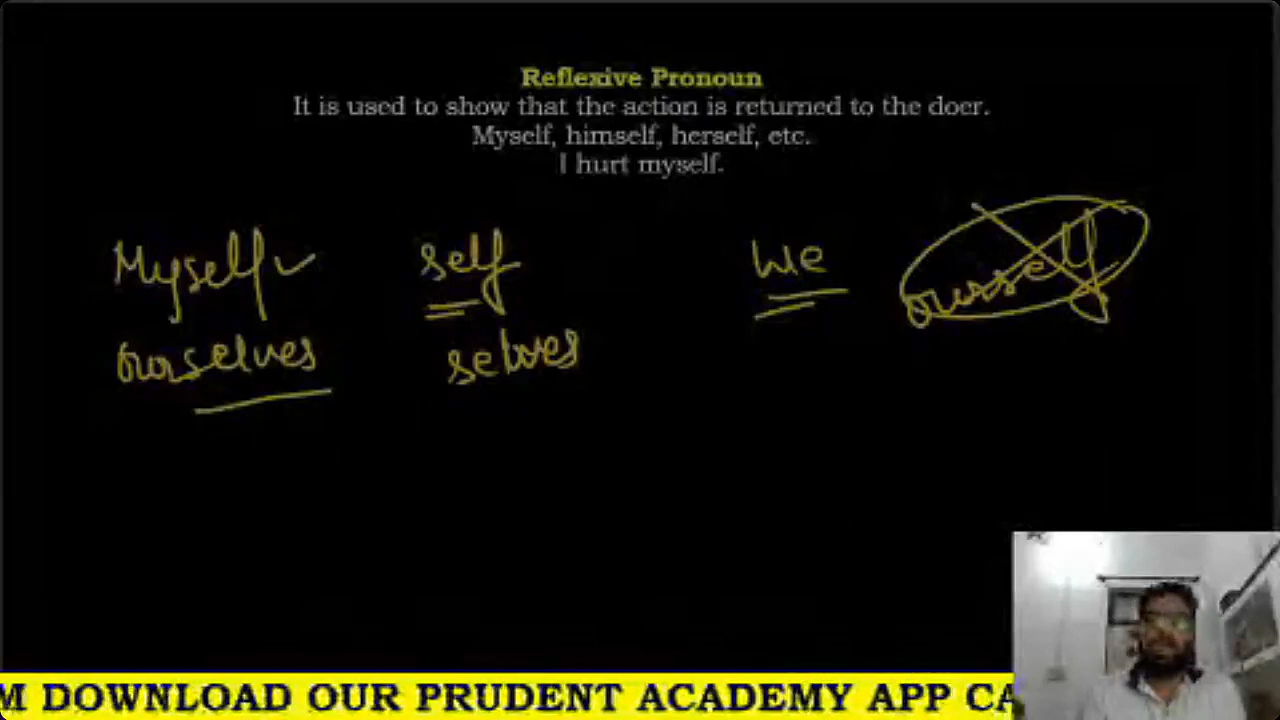 Reflexive Pronoun
It is used to show that the action is returned to the doer.
Myself, himself, herself, etc.
I hurt myself.
Myself self We ourself
ourselves selves
M DOWNLOAD OUR PRUDENT ACADEMY APP CA